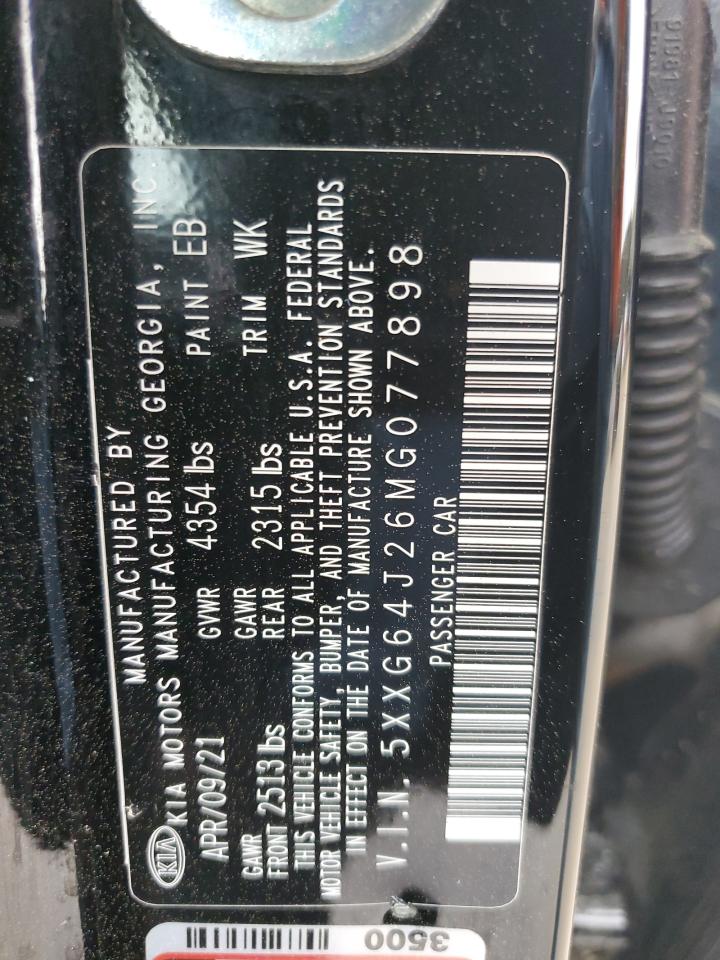 MANUFACTURED BY
KIA KIA MOTORS MANUFACTURING GEORGIA, INC.
APR/09/21 GVWR 4354 lbs PAINT EB
GAWR GAWR
FRONT 2513 lbs REAR 2315 lbs TRIM WK
THIS VEHICLE CONFORMS TO ALL APPLICABLE U.S.A. FEDERAL
MOTOR VEHICLE SAFETY, BUMPER, AND THEFT PREVENTION STANDARDS
IN EFFECT ON THE DATE OF MANUFACTURE SHOWN ABOVE.
V.I.N. 5XXG64J26MG077898
PASSENGER CAR
3500